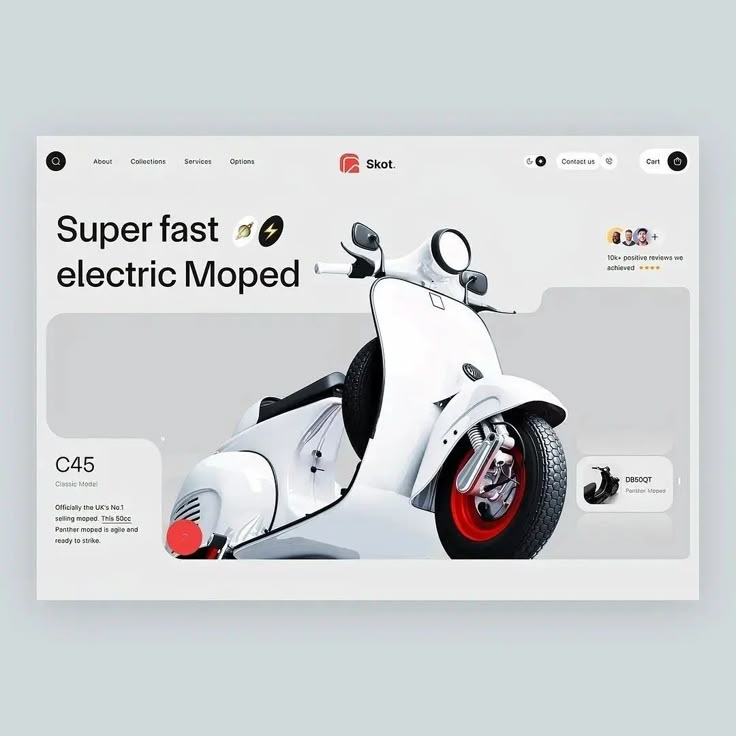 About
Collections
Services
Options
Skot.
Contact us
Cart
Super fast
electric Moped
10k+ positive reviews we
achieved ★★★★
C45
Classic Model
Officially the UK's No.1
selling moped. This 50cc
Panther moped is agile and
ready to strike.
DB50QT
Panther Moped